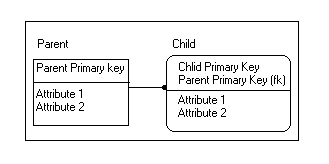 Parent
Child
Parent Primary key
Attribute 1
Attribute 2
Chlid Primary Key
Parent Primary Key (fk)
Attribute 1
Attribute 2